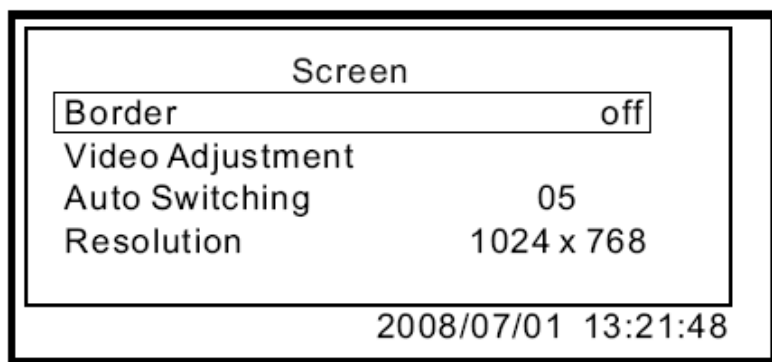 Screen
Border off
Video Adjustment
Auto Switching 05
Resolution 1024 x 768
2008/07/01 13:21:48